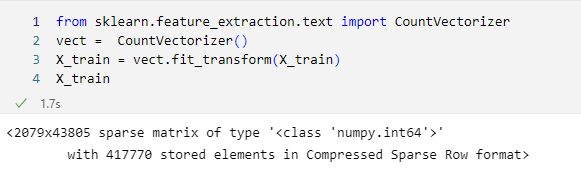 1 from sklearn.feature_extraction.text import CountVectorizer
2 vect =  CountVectorizer()
3 X_train = vect.fit_transform(X_train)
4 X_train
✓ 1.7s
<2079x43805 sparse matrix of type '<class 'numpy.int64'>'
        with 417770 stored elements in Compressed Sparse Row format>